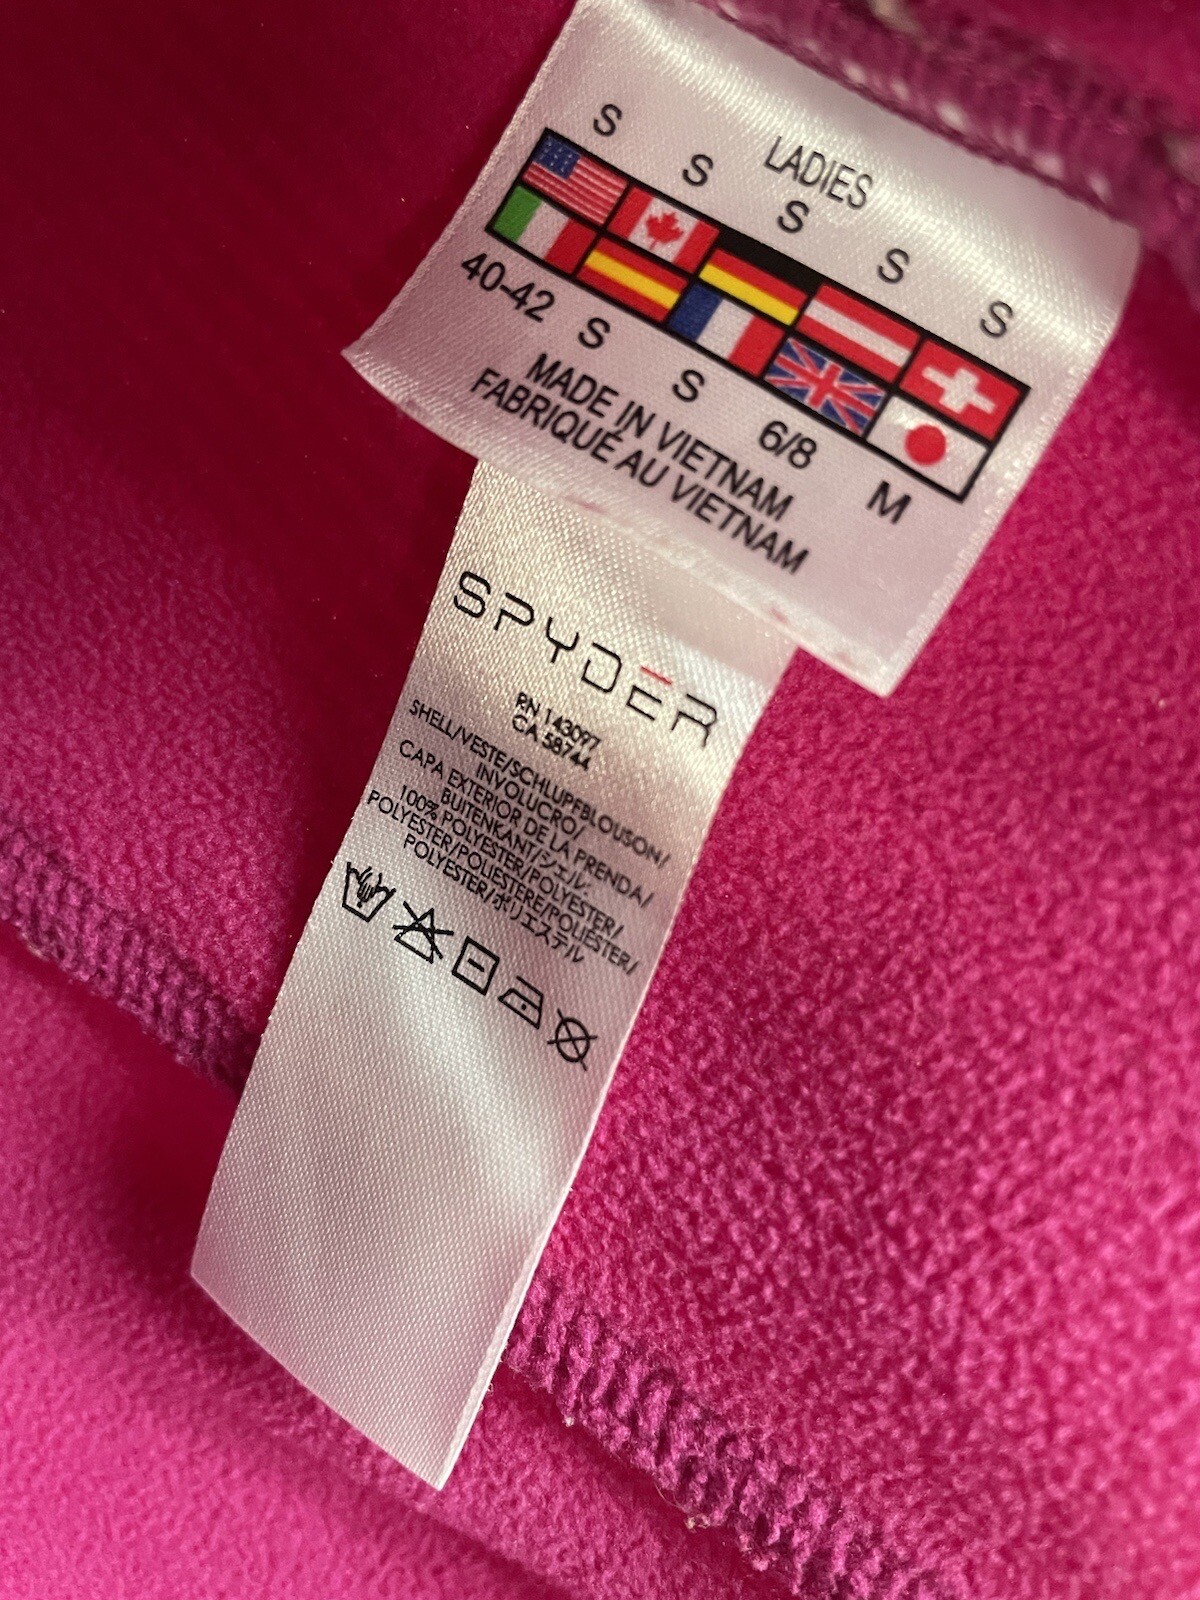 LADIES
S S S S S
40-42 S S 6/8 M
MADE IN VIETNAM
FABRIQUÉ AU VIETNAM
SPYDER
RN 143097
CA 58744
SHELL/VESTE/SCHLUPFBLOUSON/
INVOLUCRO/
CAPA EXTERIOR DE LA PRENDA/
BUITENKANT/シェル:
100% POLYESTER/POLYESTER/
POLYESTER/POLIESTERE/POLIÉSTER/
POLYESTER/ポリエステル